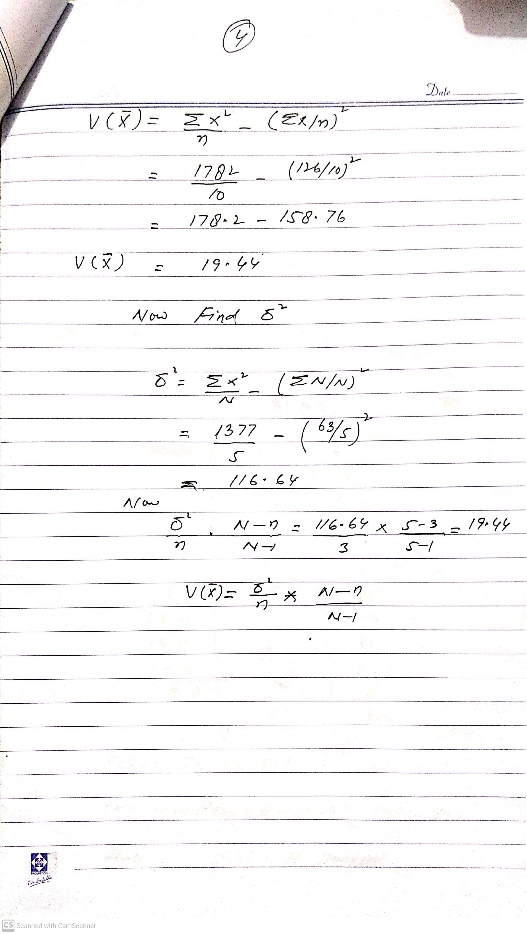 4
Date
V(x̄) = Σx²/n - (Σx/n)²
= 1782/10 - (126/10)²
= 178.2 - 158.76
V(x̄) = 19.44
Now Find σ²
σ² = Σx²/N - (ΣN/N)²
= 1377/5 - (63/5)²
= 116.64
Now
σ²/n . N-n/N-1 = 116.64/3 × 5-3/5-1 = 19.44
V(x̄) = σ²/n * N-n/N-1
CS Scanned with CamScanner